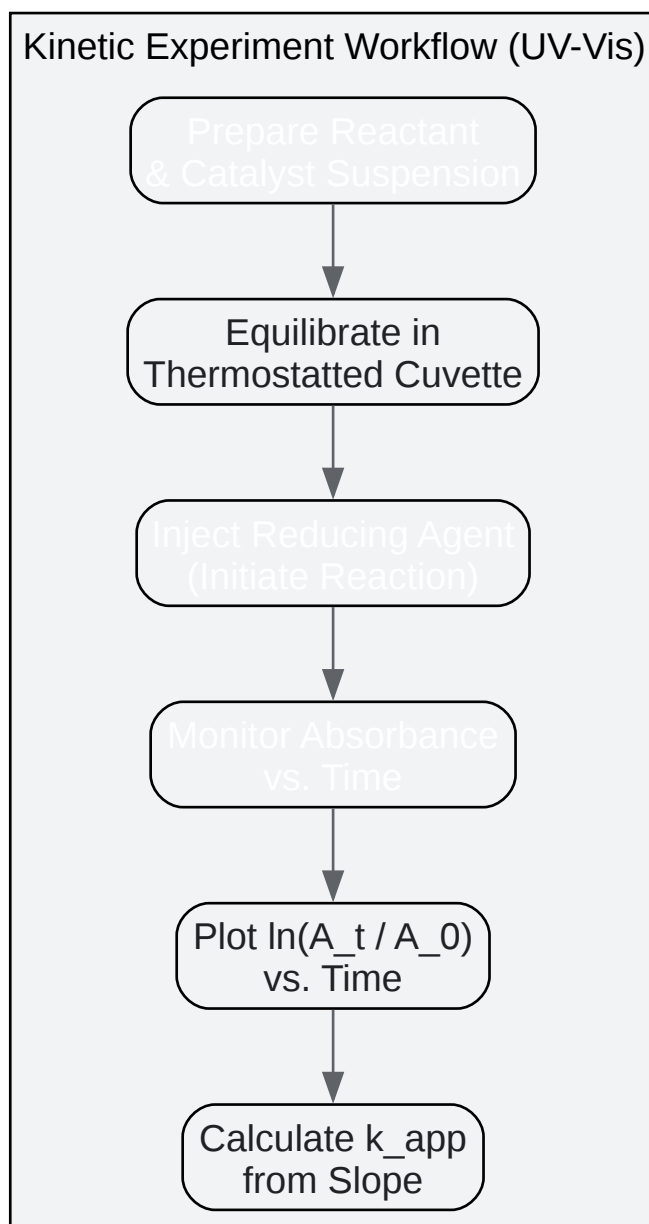 Kinetic Experiment Workflow (UV-Vis)
Prepare Reactant
& Catalyst Suspension
Equilibrate in
Thermostatted Cuvette
Inject Reducing Agent
(Initiate Reaction)
Monitor Absorbance
vs. Time
Plot ln(A_t / A_0)
vs. Time
Calculate k_app
from Slope